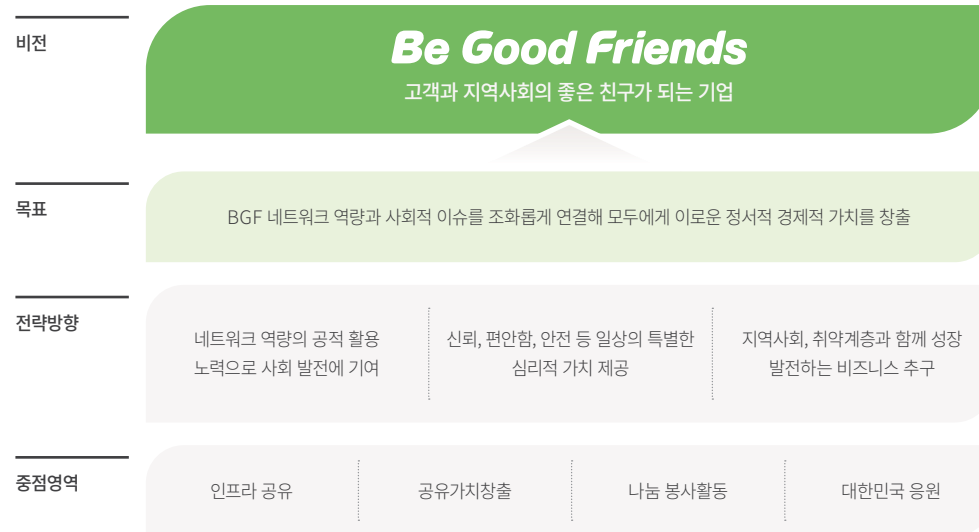 비전
Be Good Friends
고객과 지역사회의 좋은 친구가 되는 기업
목표
BGF 네트워크 역량과 사회적 이슈를 조화롭게 연결해 모두에게 이로운 정서적 경제적 가치를 창출
전략방향
네트워크 역량의 공적 활용
노력으로 사회 발전에 기여
신뢰, 편안함, 안전 등 일상의 특별한
심리적 가치 제공
지역사회, 취약계층과 함께 성장
발전하는 비즈니스 추구
중점영역
인프라 공유
공유가치창출
나눔 봉사활동
대한민국 응원